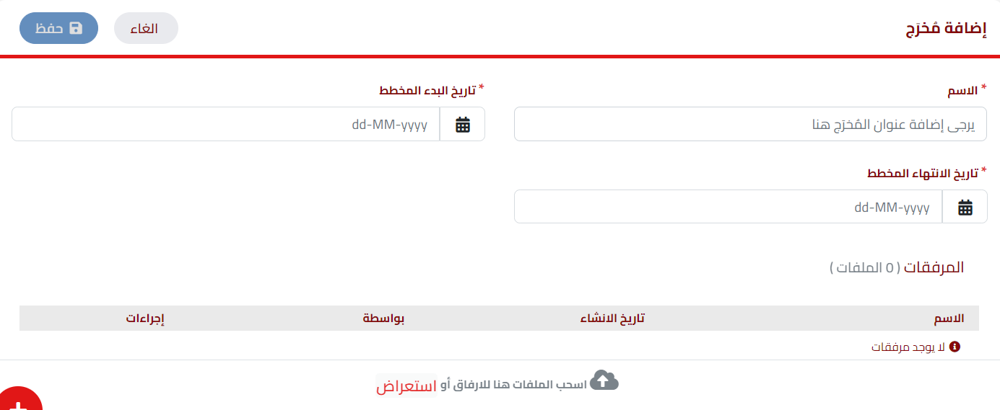 إضافة مُخرَج
الغاء
حفظ
* الاسم
يرجى إضافة عنوان المُخرَج هنا
* تاريخ البدء المخطط
dd-MM-yyyy
* تاريخ الانتهاء المخطط
dd-MM-yyyy
المرفقات ( 0 الملفات )
الاسم تاريخ الانشاء بواسطة إجراءات
لا يوجد مرفقات
اسحب الملفات هنا للارفاق أو استعراض